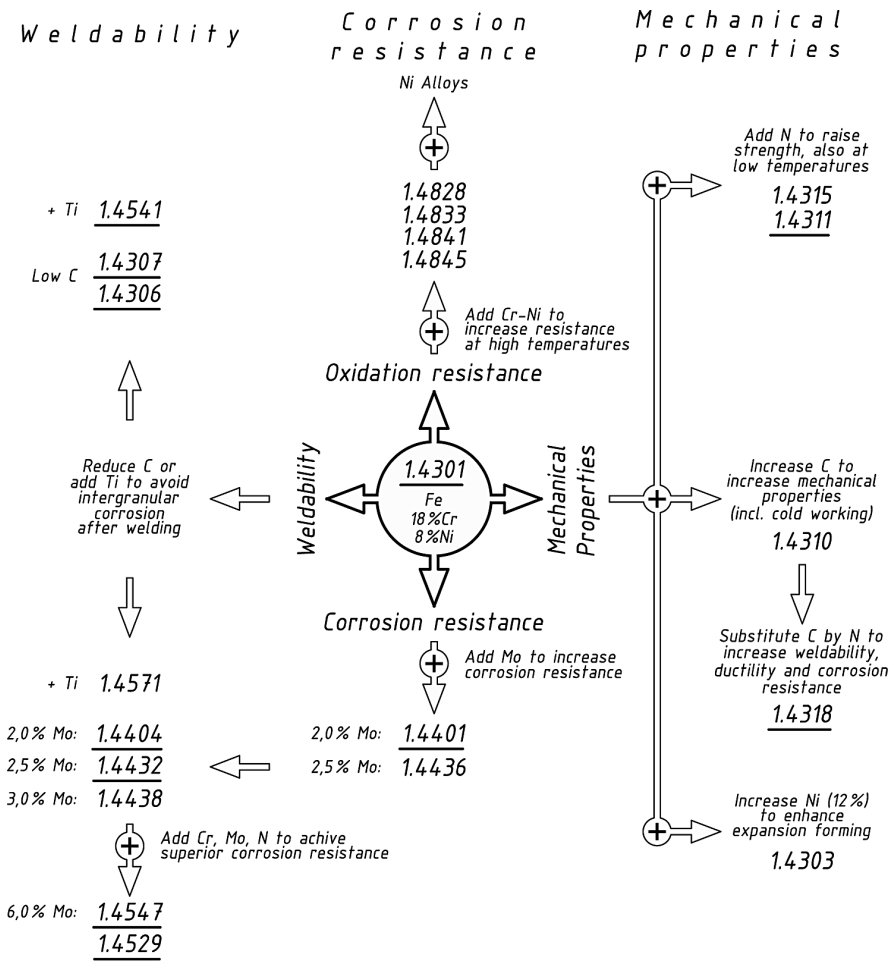 Weldability
Corrosion
resistance
Mechanical
properties
Ni Alloys
1.4828
1.4833
1.4841
1.4845
Add Cr-Ni to
increase resistance
at high temperatures
Oxidation resistance
+ Ti 1.4541
Low C 1.4307
1.4306
Reduce C or
add Ti to avoid
intergranular
corrosion
after welding
Weldability
1.4301
Fe
18%Cr
8%Ni
Mechanical
Properties
Corrosion resistance
Add Mo to increase
corrosion resistance
2,0% Mo: 1.4401
2,5% Mo: 1.4436
+ Ti 1.4571
2,0% Mo: 1.4404
2,5% Mo: 1.4432
3,0% Mo: 1.4438
Add Cr, Mo, N to achive
superior corrosion resistance
6,0% Mo: 1.4547
1.4529
Add N to raise
strength, also at
low temperatures
1.4315
1.4311
Increase C to
increase mechanical
properties
(incl. cold working)
1.4310
Substitute C by N to
increase weldability,
ductility and corrosion
resistance
1.4318
Increase Ni (12%)
to enhance
expansion forming
1.4303